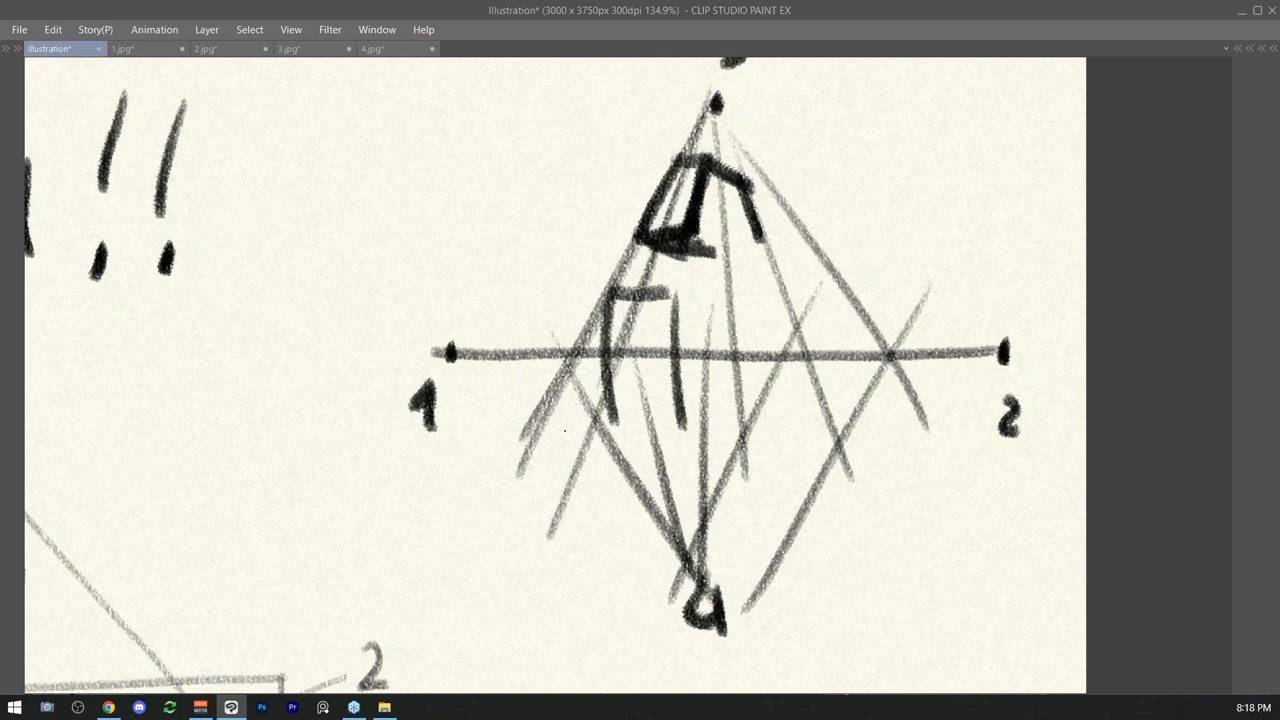 Illustration* (3000 x 3750px 300dpi 134.9%) - CLIP STUDIO PAINT EX
File Edit Story(P) Animation Layer Select View Filter Window Help
Illustration* 1.jpg* 2.jpg* 3.jpg* 4.jpg*
!!
1
2
4
2
8:18 PM